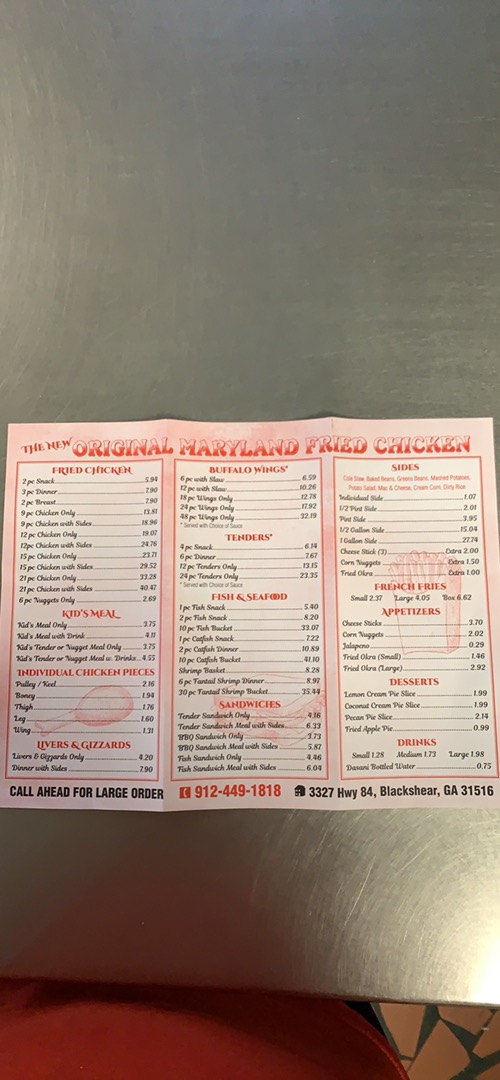 THE NEW ORIGINAL MARYLAND FRIED CHICKEN
FRIED CHICKEN
2 pc Snack 5.94
3 pc Dinner 7.90
2 pc Breast 7.90
9 pc Chicken Only 13.81
9 pc Chicken with Sides 18.96
12 pc Chicken Only 19.07
12pc Chicken with Sides 24.76
15 pc Chicken Only 23.71
15 pc Chicken with Sides 29.52
21 pc Chicken Only 33.28
21 pc Chicken with Sides 40.47
6 pc Nuggets Only 2.69
KID'S MEAL
Kid's Meal Only 3.75
Kid's Meal with Drink 4.11
Kid's Tender or Nugget Meal Only 3.75
Kid's Tender or Nugget Meal w. Drinks 4.55
INDIVIDUAL CHICKEN PIECES
Pulley / Keel 2.16
Boney 1.94
Thigh 1.76
Leg 1.60
Wing 1.31
LIVERS & GIZZARDS
Livers & Gizzards Only 4.20
Dinner with Sides 7.90
BUFFALO WINGS*
6 pc with Slaw 6.59
12 pc with Slaw 10.26
18 pc Wings Only 12.78
24 pc Wings Only 17.92
48 pc Wings Only 32.19
* Served with Choice of Sauce
TENDERS*
4 pc Snack 6.14
6 pc Dinner 7.67
12 pc Tenders Only 13.15
24 pc Tenders Only 23.35
* Served with Choice of Sauce
FISH & SEAFOOD
1 pc Fish Snack 5.40
2 pc Fish Snack 8.20
10 pc Fish Bucket 33.07
1 pc Catfish Snack 7.22
2 pc Catfish Dinner 10.89
10 pc Catfish Bucket 41.10
Shrimp Basket 8.28
6 pc Fantail Shrimp Dinner 8.97
30 pc Fantail Shrimp Bucket 35.44
SANDWICIES
Tender Sandwich Only 4.16
Tender Sandwich Meal with Sides 6.33
BBQ Sandwich Only 3.73
BBQ Sandwich Meal with Sides 5.87
Fish Sandwich Only 4.46
Fish Sandwich Meal with Sides 6.04
SIDES
Cole Slaw, Baked Beans, Greens Beans, Mashed Potatoes,
Potato Salad, Mac & Cheese, Cream Corn, Dirty Rice
Individual Side 1.07
1/2 Pint Side 2.01
Pint Side 3.95
1/2 Gallon Side 15.04
1 Gallon Side 27.74
Cheese Stick (3) Extra 2.00
Corn Nuggets Extra 1.50
Fried Okra Extra 1.00
FRENCH FRIES
Small 2.37 Large 4.05 Box 6.62
APPETIZERS
Cheese Sticks 3.70
Corn Nuggets 2.02
Jalapeno 0.29
Fried Okra (Small) 1.46
Fried Okra (Large) 2.92
DESSERTS
Lemon Cream Pie Slice 1.99
Coconut Cream Pie Slice 1.99
Pecan Pie Slice 2.14
Fried Apple Pie 0.99
DRINKS
Small 1.28 Medium 1.73 Large 1.98
Dasani Bottled Water 0.75
CALL AHEAD FOR LARGE ORDER 912-449-1818 3327 Hwy 84, Blackshear, GA 31516